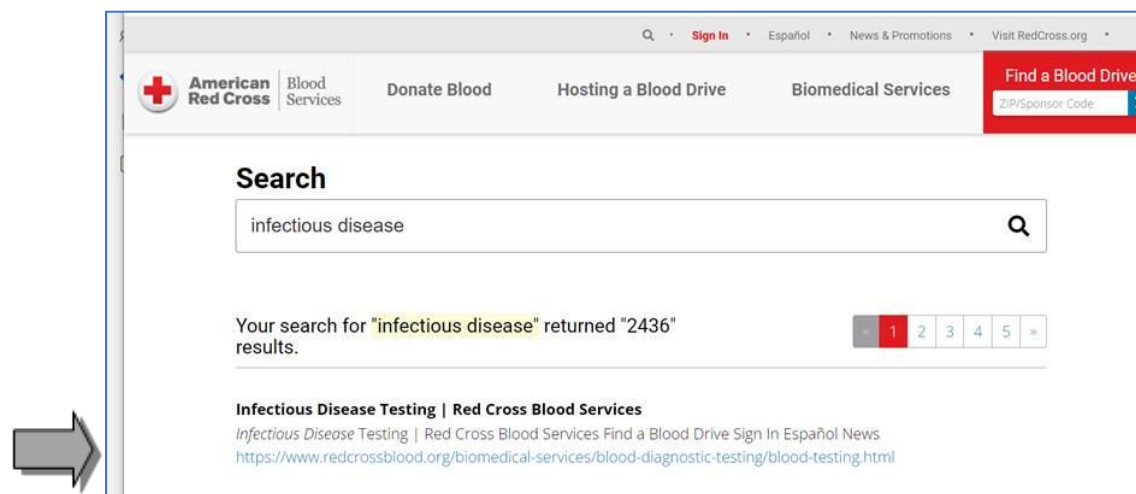 Sign In • Español • News & Promotions • Visit RedCross.org •
American Red Cross
Blood Services
Donate Blood
Hosting a Blood Drive
Biomedical Services
Find a Blood Drive
ZIP/Sponsor Code
Search
infectious disease
Your search for "infectious disease" returned "2436"
results.
« 1 2 3 4 5 »
Infectious Disease Testing | Red Cross Blood Services
Infectious Disease Testing | Red Cross Blood Services Find a Blood Drive Sign In Español News
https://www.redcrossblood.org/biomedical-services/blood-diagnostic-testing/blood-testing.html